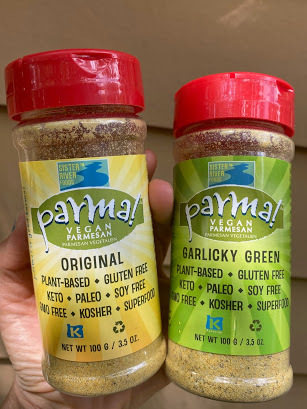 SISTER
RIVER
FOODS
parma!
VEGAN
PARMESAN
PARMESAN VEGETALIEN
ORIGINAL
PLANT-BASED • GLUTEN FREE
KETO • PALEO • SOY FREE
GMO FREE • KOSHER • SUPERFOOD
K
NET WT 100 G / 3.5 OZ.
SISTER
RIVER
FOODS
parma!
VEGAN
PARMESAN
PARMESAN VEGETALIEN
GARLICKY GREEN
PLANT-BASED • GLUTEN FREE
KETO • PALEO • SOY FREE
GMO FREE • KOSHER • SUPERFOOD
K
NET WT 100 G / 3.5 OZ.